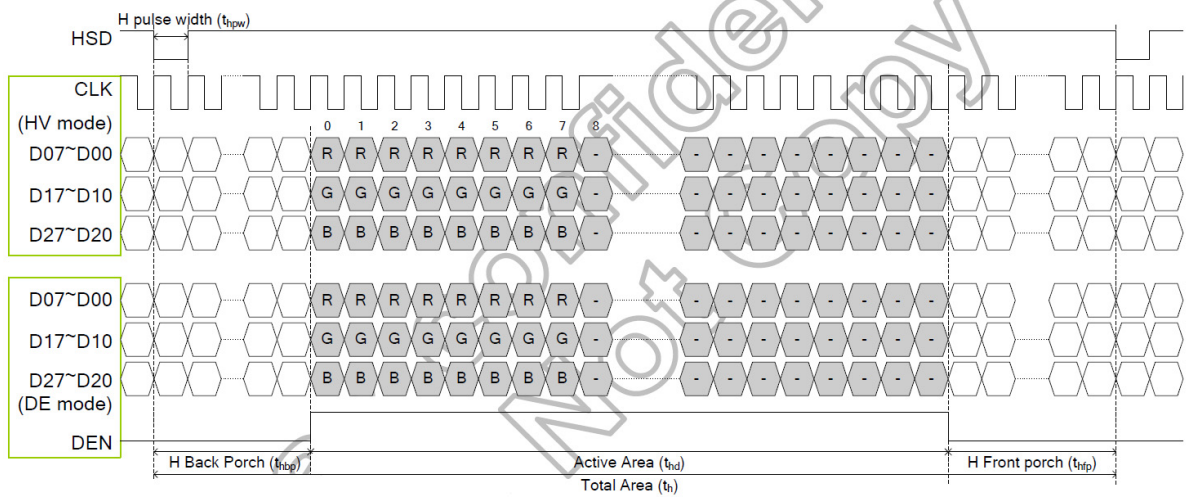 H pulse width (thpw)
HSD
CLK
(HV mode)
0 1 2 3 4 5 6 7 8
D07~D00 R R R R R R R R - - - - - - - - -
D17~D10 G G G G G G G G - - - - - - - - -
D27~D20 B B B B B B B B - - - - - - - - -
D07~D00 R R R R R R R R - - - - - - - - -
D17~D10 G G G G G G G G - - - - - - - - -
D27~D20 B B B B B B B B - - - - - - - - -
(DE mode)
DEN
H Back Porch (thbp) Active Area (thd) H Front porch (thfp)
Total Area (th)
Not Copy